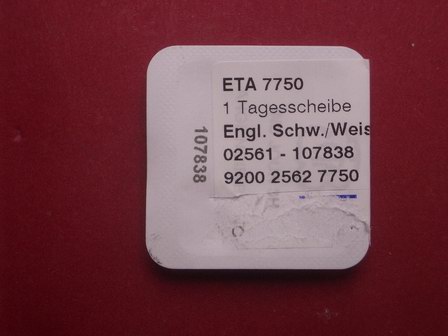 ETA 7750
1 Tagesscheibe
Engl. Schw./Weis
02561 - 107838
9200 2562 7750
107838